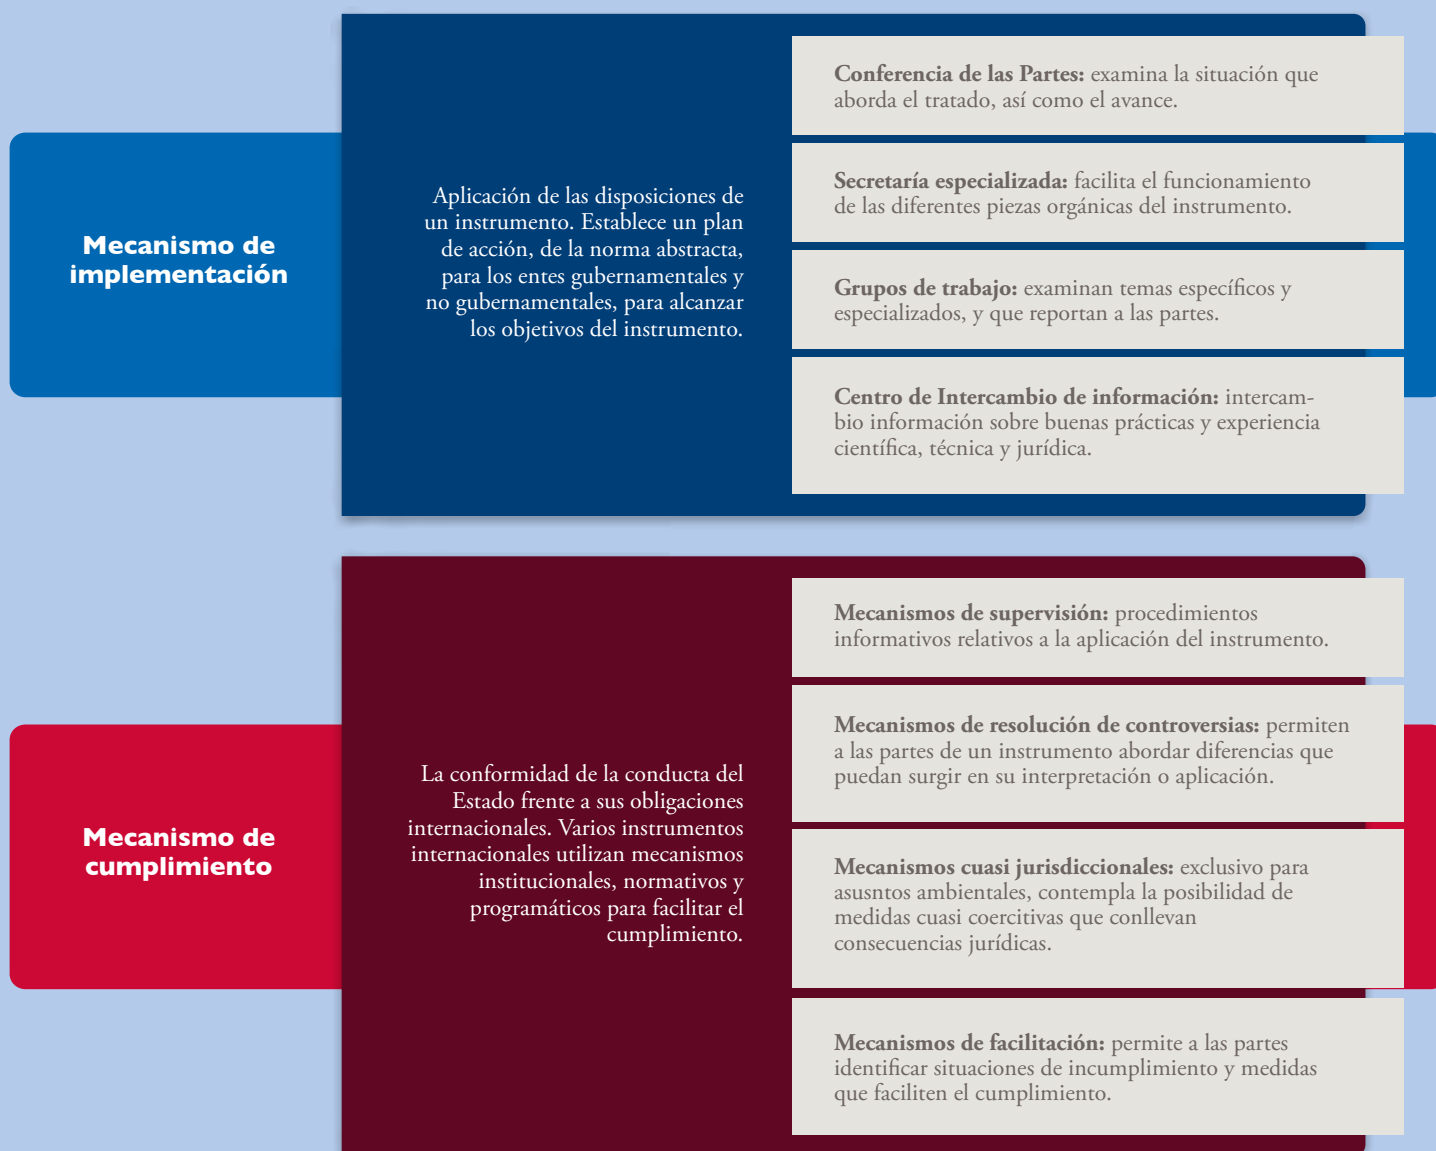 Mecanismo de
implementación
Aplicación de las disposiciones de
un instrumento. Establece un plan
de acción, de la norma abstracta,
para los entes gubernamentales y
no gubernamentales, para alcanzar
los objetivos del instrumento.
Conferencia de las Partes: examina la situación que
aborda el tratado, así como el avance.
Secretaría especializada: facilita el funcionamiento
de las diferentes piezas orgánicas del instrumento.
Grupos de trabajo: examinan temas específicos y
especializados, y que reportan a las partes.
Centro de Intercambio de información: intercam-
bio información sobre buenas prácticas y experiencia
científica, técnica y jurídica.
Mecanismo de
cumplimiento
La conformidad de la conducta del
Estado frente a sus obligaciones
internacionales. Varios instrumentos
internacionales utilizan mecanismos
institucionales, normativos y
programáticos para facilitar el
cumplimiento.
Mecanismos de supervisión: procedimientos
informativos relativos a la aplicación del instrumento.
Mecanismos de resolución de controversias: permiten
a las partes de un instrumento abordar diferencias que
puedan surgir en su interpretación o aplicación.
Mecanismos cuasi jurisdiccionales: exclusivo para
asusntos ambientales, contempla la posibilidad de
medidas cuasi coercitivas que conllevan
consecuencias jurídicas.
Mecanismos de facilitación: permite a las partes
identificar situaciones de incumplimiento y medidas
que faciliten el cumplimiento.